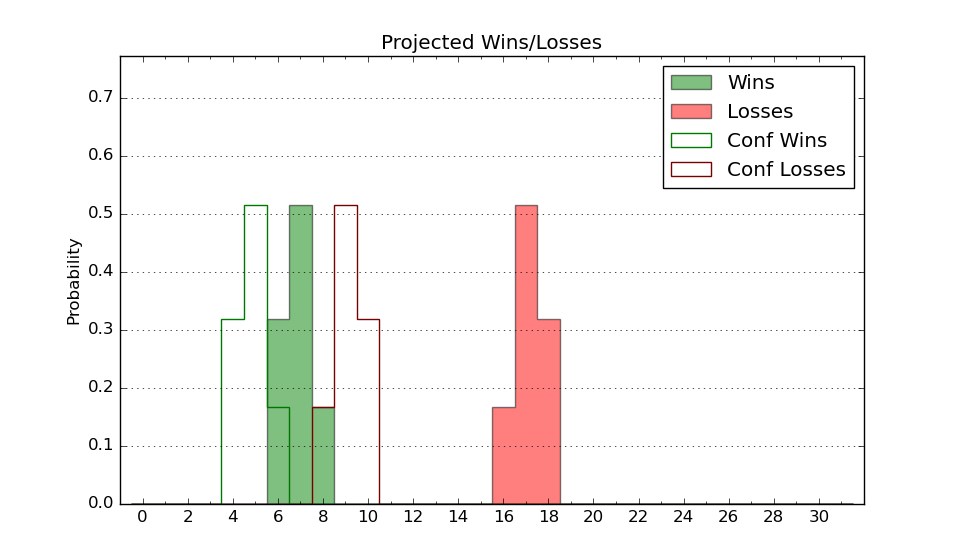 Projected Wins/Losses
Wins
Losses
Conf Wins
Conf Losses
Probability
0.7
0.6
0.5
0.4
0.3
0.2
0.1
0.0
0 2 4 6 8 10 12 14 16 18 20 22 24 26 28 30